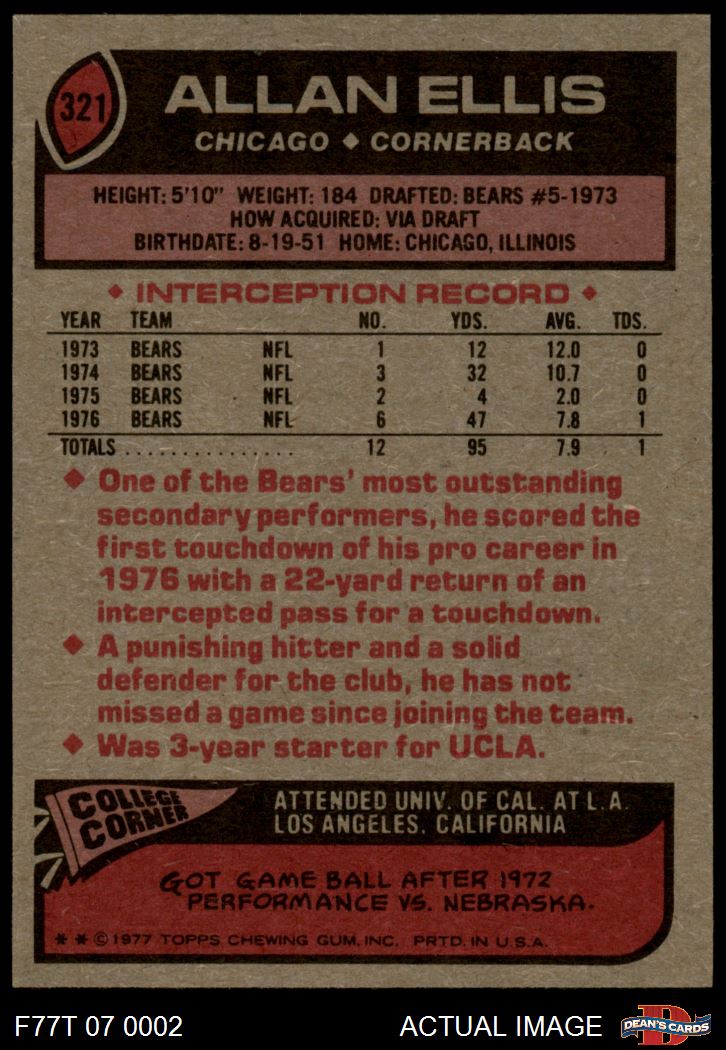 321
ALLAN ELLIS
CHICAGO ◆ CORNERBACK
HEIGHT: 5'10" WEIGHT: 184 DRAFTED: BEARS #5-1973
HOW ACQUIRED: VIA DRAFT
BIRTHDATE: 8-19-51 HOME: CHICAGO, ILLINOIS
◆ INTERCEPTION RECORD ◆
YEAR TEAM NO. YDS. AVG. TDS.
1973 BEARS NFL 1 12 12.0 0
1974 BEARS NFL 3 32 10.7 0
1975 BEARS NFL 2 4 2.0 0
1976 BEARS NFL 6 47 7.8 1
TOTALS . . . . . . . . . . . . . . . 12 95 7.9 1
◆ One of the Bears' most outstanding
secondary performers, he scored the
first touchdown of his pro career in
1976 with a 22-yard return of an
intercepted pass for a touchdown.
◆ A punishing hitter and a solid
defender for the club, he has not
missed a game since joining the team.
◆ Was 3-year starter for UCLA.
COLLEGE
CORNER
ATTENDED UNIV. OF CAL. AT L.A.
LOS ANGELES, CALIFORNIA
GOT GAME BALL AFTER 1972
PERFORMANCE VS. NEBRASKA.
* * © 1977 TOPPS CHEWING GUM, INC. PRTD. IN U.S.A.
F77T 07 0002 ACTUAL IMAGE
D
DEAN'S CARDS